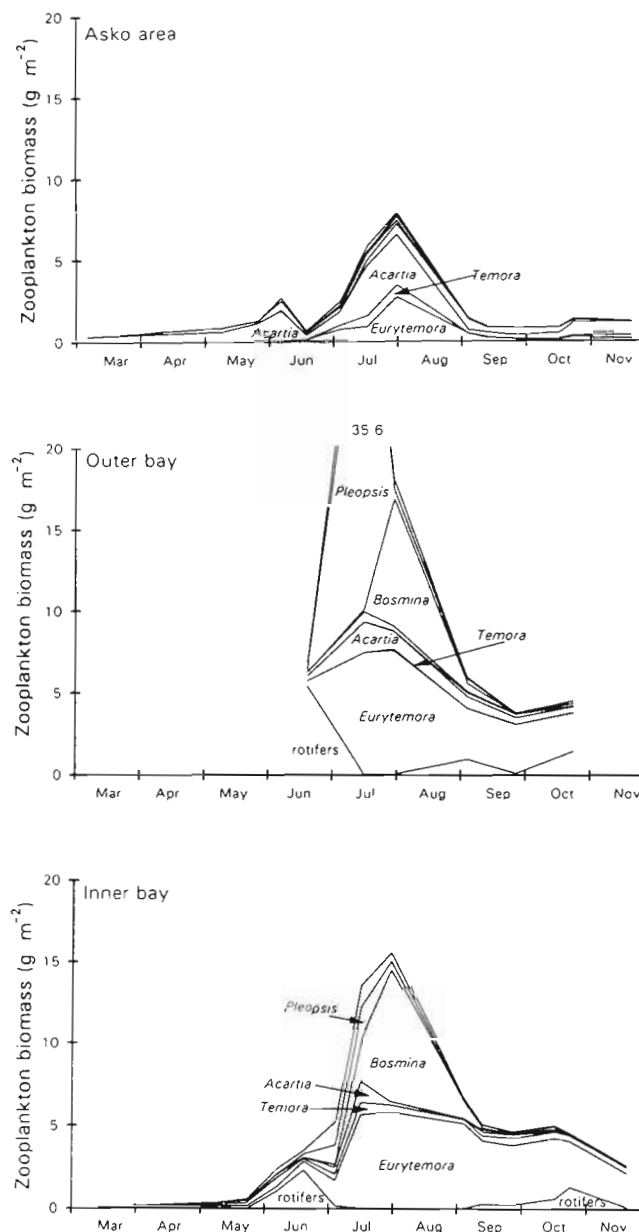 Asko area
Zooplankton biomass (g m⁻²)
20
15
10
5
0
Acartia
Temora
Acartia
Eurytemora
Mar Apr May Jun Jul Aug Sep Oct Nov
35 6
Outer bay
Zooplankton biomass (g m⁻²)
20
15
10
5
0
Pleopsis
Bosmina
Acartia
Temora
Eurytemora
rotifers
Mar Apr May Jun Jul Aug Sep Oct Nov
Inner bay
Zooplankton biomass (g m⁻²)
20
15
10
5
0
Pleopsis
Bosmina
Acartia
Temora
Eurytemora
rotifers
rotifers
Mar Apr May Jun Jul Aug Sep Oct Nov